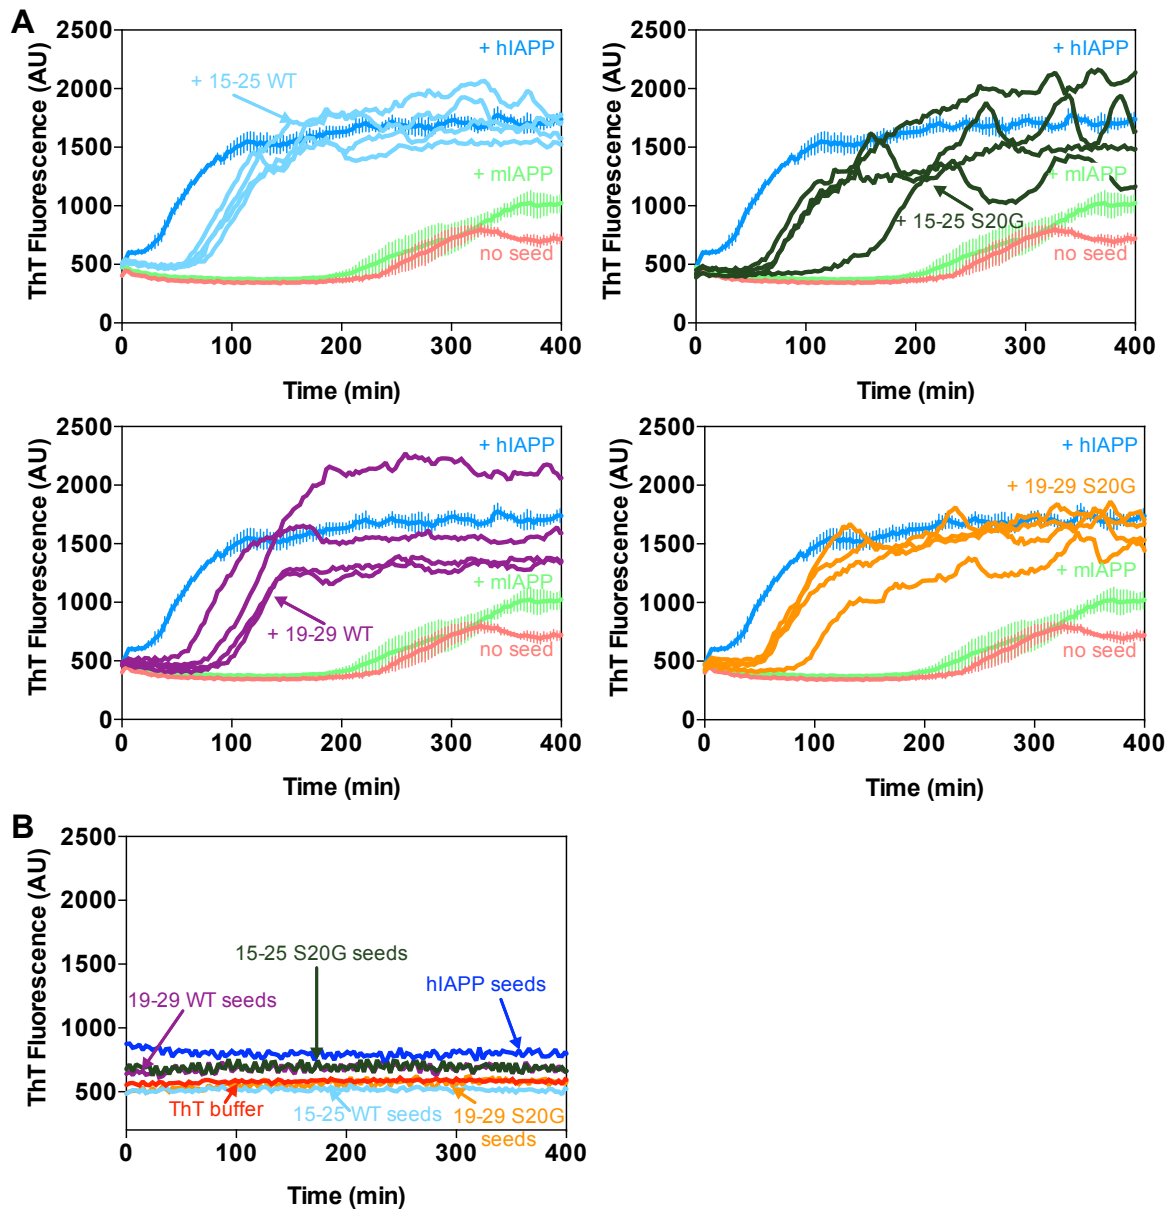 A
ThT Fluorescence (AU)
2500
2000
1500
1000
500
0
+ hIAPP
+ 15-25 WT
+ mIAPP
no seed
0 100 200 300 400
Time (min)
ThT Fluorescence (AU)
2500
2000
1500
1000
500
0
+ hIAPP
+ mIAPP
+ 15-25 S20G
no seed
0 100 200 300 400
Time (min)
ThT Fluorescence (AU)
2500
2000
1500
1000
500
0
+ hIAPP
+ mIAPP
+ 19-29 WT
no seed
0 100 200 300 400
Time (min)
ThT Fluorescence (AU)
2500
2000
1500
1000
500
0
+ hIAPP
+ 19-29 S20G
+ mIAPP
no seed
0 100 200 300 400
Time (min)
B
ThT Fluorescence (AU)
2500
2000
1500
1000
500
15-25 S20G seeds
hIAPP seeds
19-29 WT seeds
ThT buffer
15-25 WT seeds
19-29 S20G
seeds
0 100 200 300 400
Time (min)